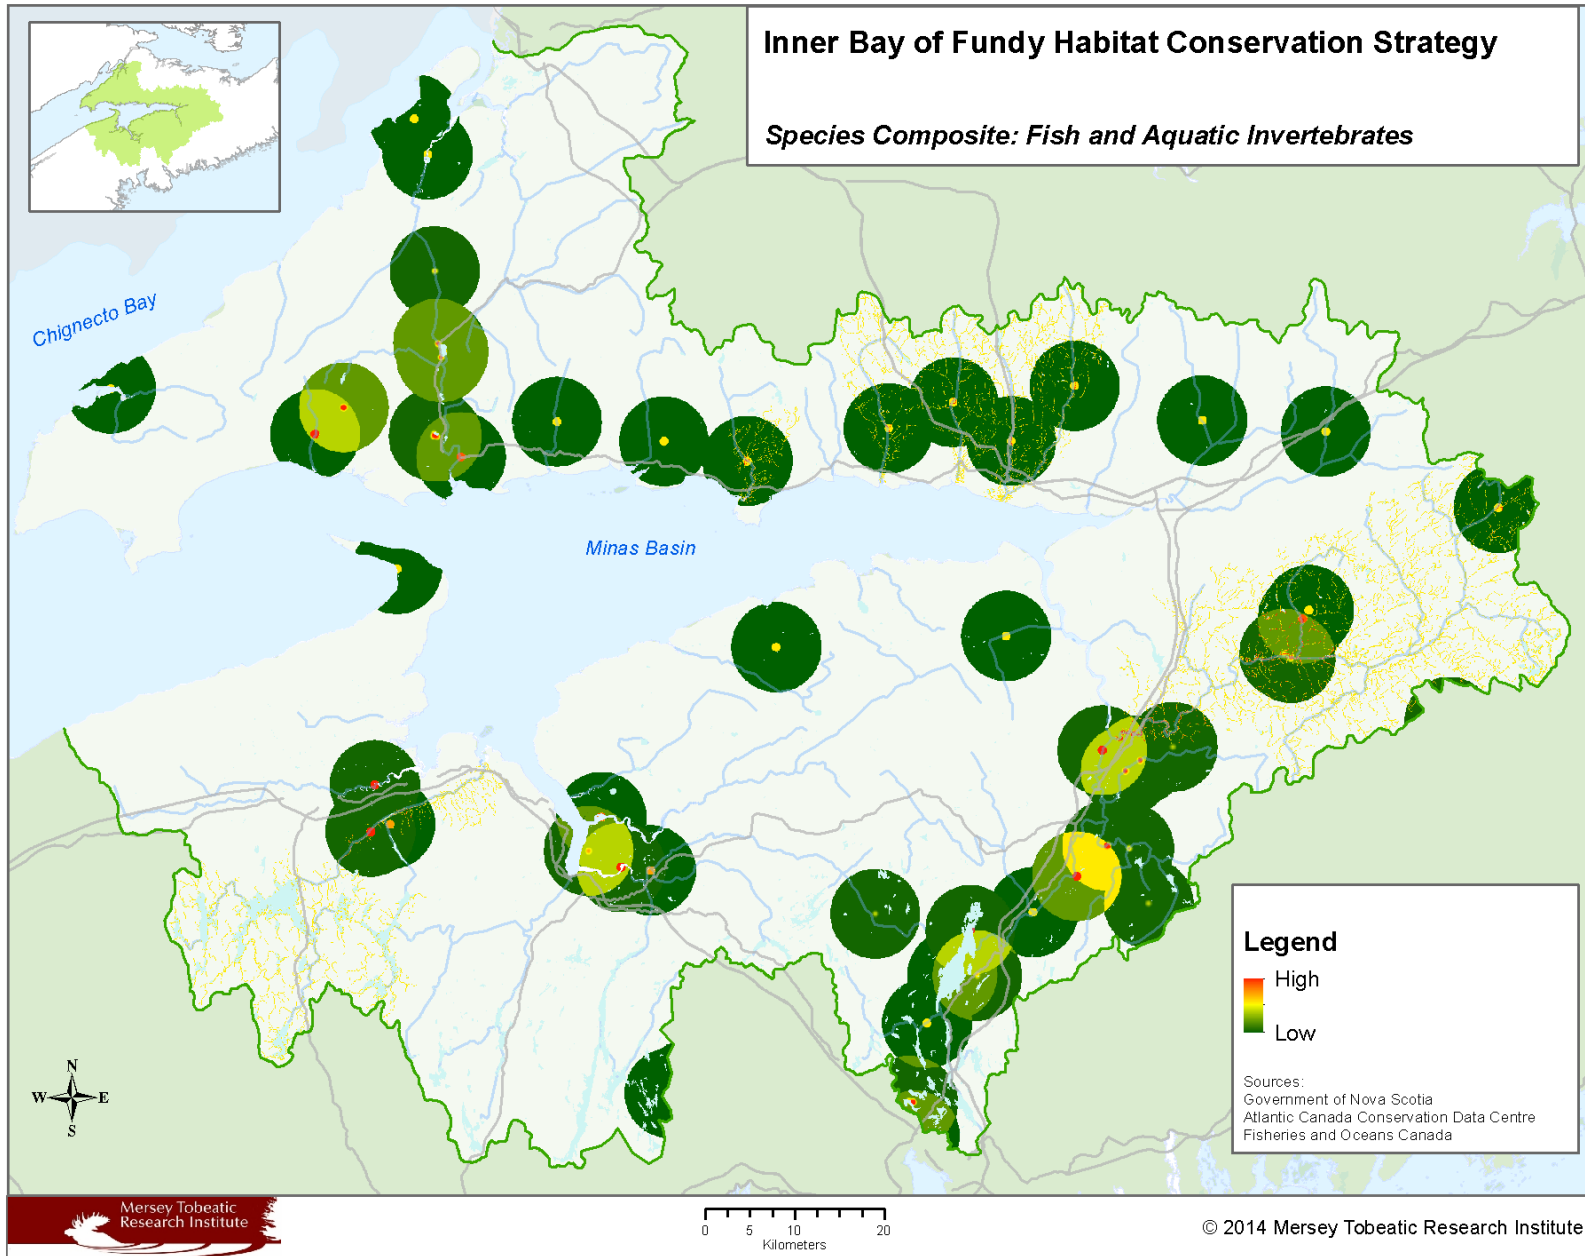 Inner Bay of Fundy Habitat Conservation Strategy
Species Composite: Fish and Aquatic Invertebrates
Chignecto Bay
Minas Basin
Legend
High
Low
Sources:
Government of Nova Scotia
Atlantic Canada Conservation Data Centre
Fisheries and Oceans Canada
N
W E
S
Mersey Tobeatic
Research Institute
0 5 10 20
Kilometers
© 2014 Mersey Tobeatic Research Institute